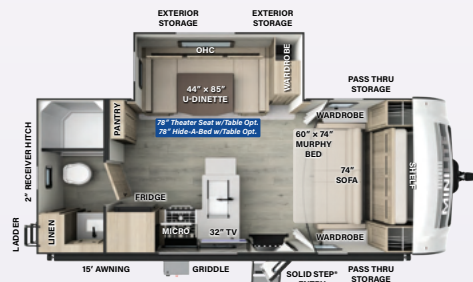 EXTERIOR
STORAGE
EXTERIOR
STORAGE
OHC
WARDROBE
44" × 85"
U-DINETTE
PASS THRU
STORAGE
PANTRY
WARDROBE
78" Theater Seat w/Table Opt.
78" Hide-A-Bed w/Table Opt.
60" × 74"
MURPHY
BED
2" RECEIVER HITCH
74"
SOFA
SHELF
MINI
FRIDGE
LADDER
LINEN
MICRO
32" TV
WARDROBE
15' AWNING
GRIDDLE
SOLID STEP®
ENTRY
PASS THRU
STORAGE